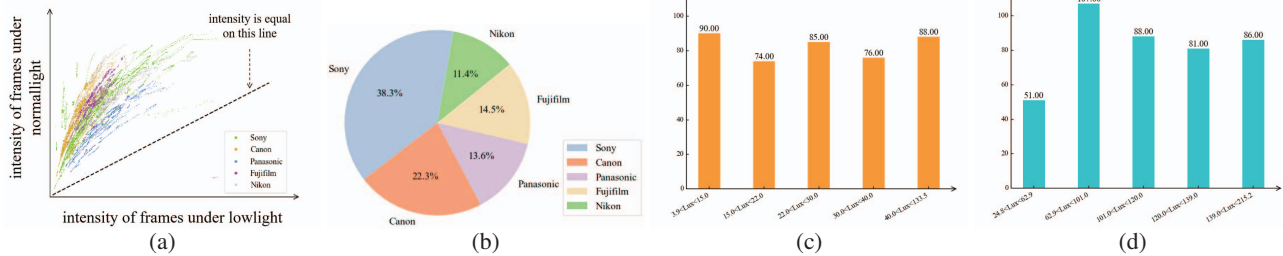 intensity of frames under
normallight
intensity is equal
on this line
Sony
Canon
Panasonic
Fujifilm
Nikon
intensity of frames under lowlight
(a)
Nikon
Sony
11.4%
38.3%
Fujifilm
14.5%
13.6%
22.3%
Panasonic
Canon
Sony
Canon
Panasonic
Fujifilm
Nikon
(b)
100
80
60
40
20
0
90.00
74.00
85.00
76.00
88.00
3.9<Lux<15.0
15.0<Lux<22.0
22.0<Lux<30.0
30.0<Lux<40.0
40.0<Lux<133.5
(c)
100
80
60
40
20
0
51.00
107.00
88.00
81.00
86.00
24.8<Lux<62.9
62.9<Lux<101.0
101.0<Lux<120.0
120.0<Lux<139.0
139.0<Lux<215.2
(d)